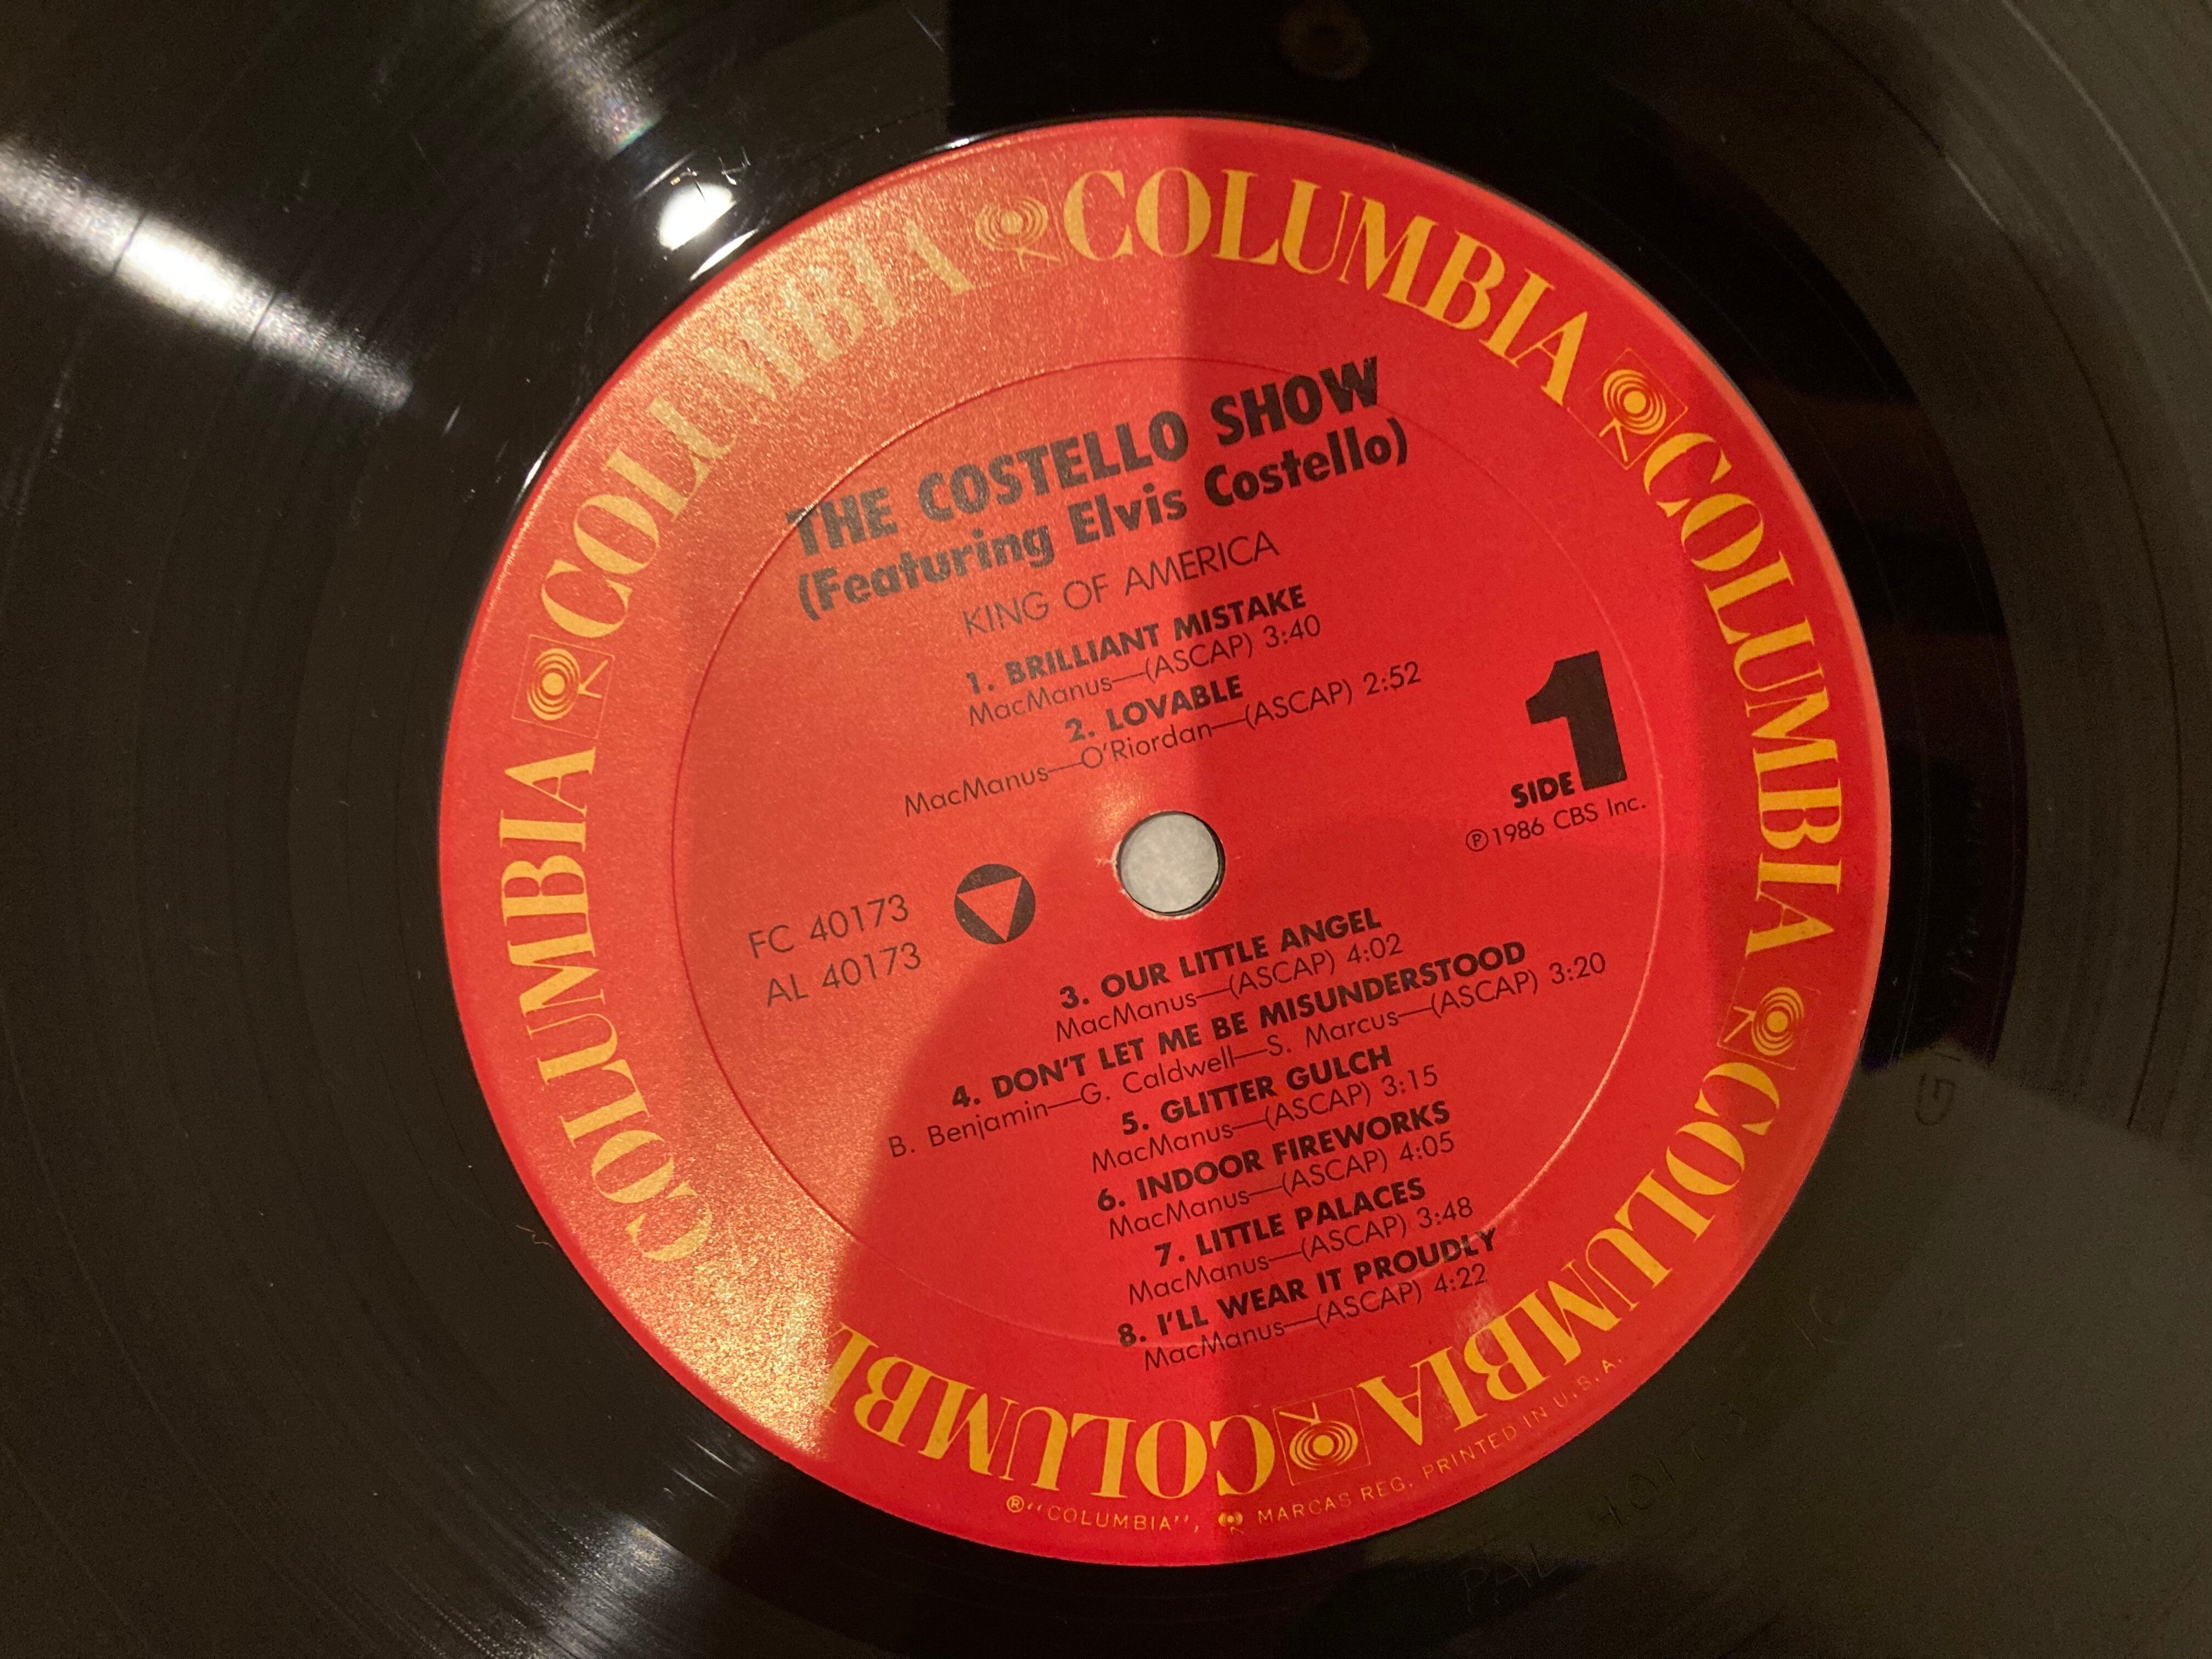 COLUMBIA COLUMBIA COLUMBIA COLUMBIA COLUMBIA COLUMBIA
THE COSTELLO SHOW
(Featuring Elvis Costello)
KING OF AMERICA
1. BRILLIANT MISTAKE
MacManus—(ASCAP) 3:40
2. LOVABLE
MacManus—O'Riordan—(ASCAP) 2:52
SIDE 1
℗ 1986 CBS Inc.
FC 40173
AL 40173
3. OUR LITTLE ANGEL
MacManus—(ASCAP) 4:02
4. DON'T LET ME BE MISUNDERSTOOD
B. Benjamin—G. Caldwell—S. Marcus—(ASCAP) 3:20
5. GLITTER GULCH
MacManus—(ASCAP) 3:15
6. INDOOR FIREWORKS
MacManus—(ASCAP) 4:05
7. LITTLE PALACES
MacManus—(ASCAP) 3:48
8. I'LL WEAR IT PROUDLY
MacManus—(ASCAP) 4:22
® "COLUMBIA", MARCAS REG. PRINTED IN U.S.A.